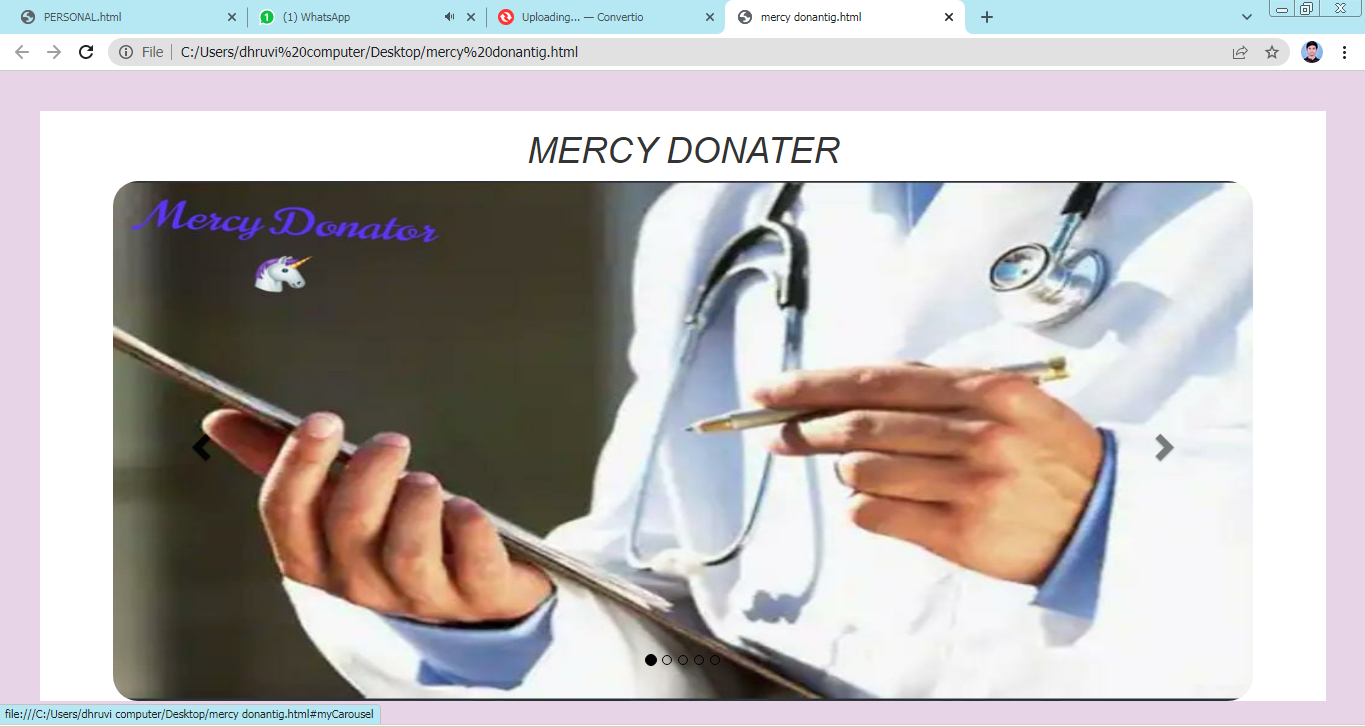 PERSONAL.html
(1) WhatsApp
Uploading... — Convertio
mercy donantig.html
File
C:/Users/dhruvi%20computer/Desktop/mercy%20donantig.html
MERCY DONATER
Mercy Donator
file:///C:/Users/dhruvi computer/Desktop/mercy donantig.html#myCarousel